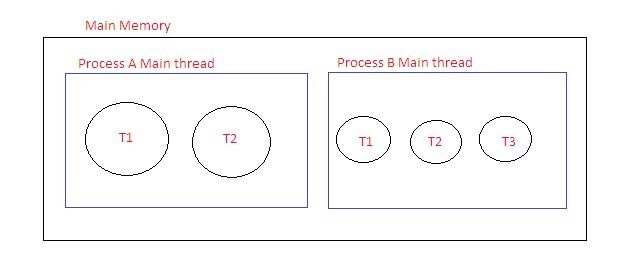 Main Memory
Process A Main thread
Process B Main thread
T1
T2
T1
T2
T3